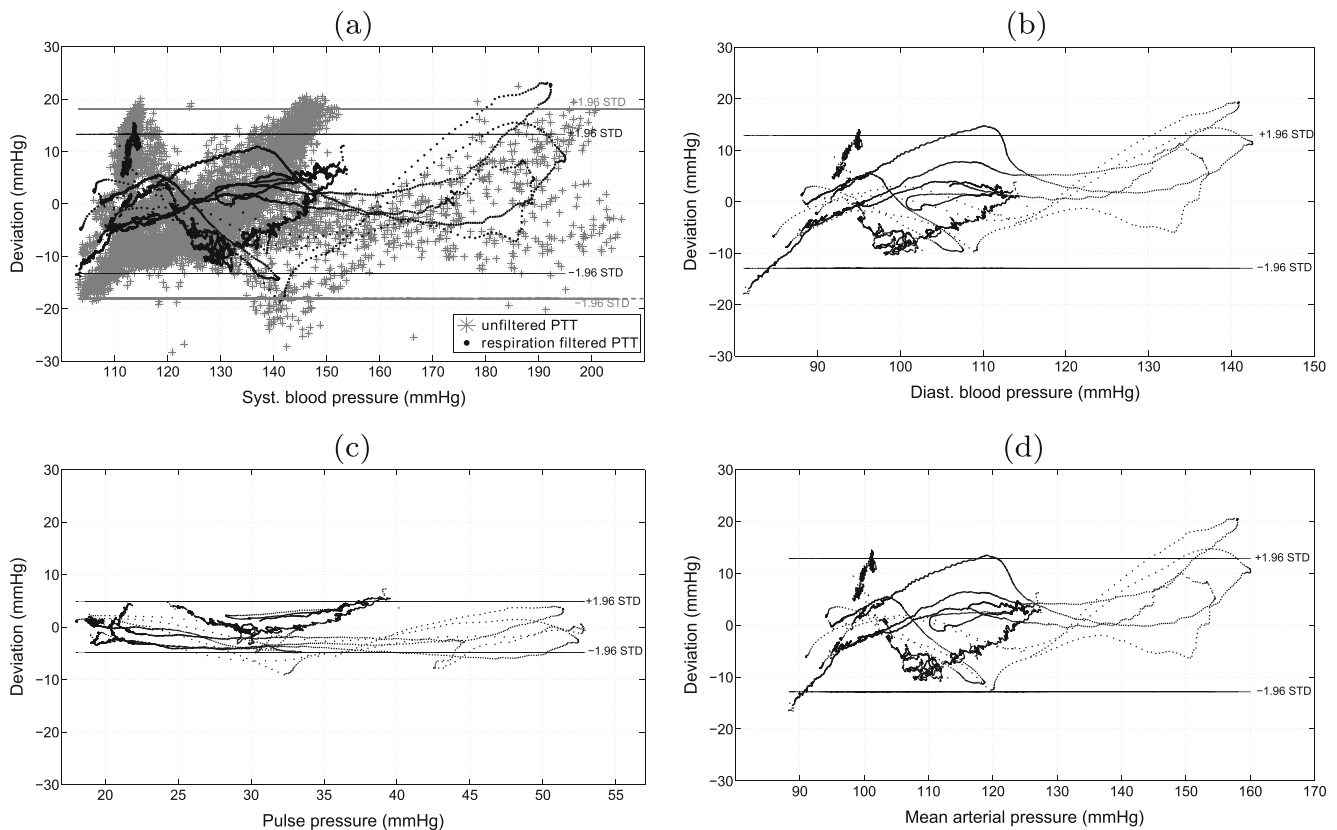 (a)
30
20
10
0
−10
−20
−30
Deviation (mmHg)
+1.96 STD
+1.96 STD
−1.96 STD
−1.96 STD
unfiltered PTT
respiration filtered PTT
110 120 130 140 150 160 170 180 190 200
Syst. blood pressure (mmHg)
(b)
30
20
10
0
−10
−20
−30
Deviation (mmHg)
+1.96 STD
−1.96 STD
90 100 110 120 130 140 150
Diast. blood pressure (mmHg)
(c)
30
20
10
0
−10
−20
−30
Deviation (mmHg)
+1.96 STD
−1.96 STD
20 25 30 35 40 45 50 55
Pulse pressure (mmHg)
(d)
30
20
10
0
−10
−20
−30
Deviation (mmHg)
+1.96 STD
−1.96 STD
90 100 110 120 130 140 150 160 170
Mean arterial pressure (mmHg)